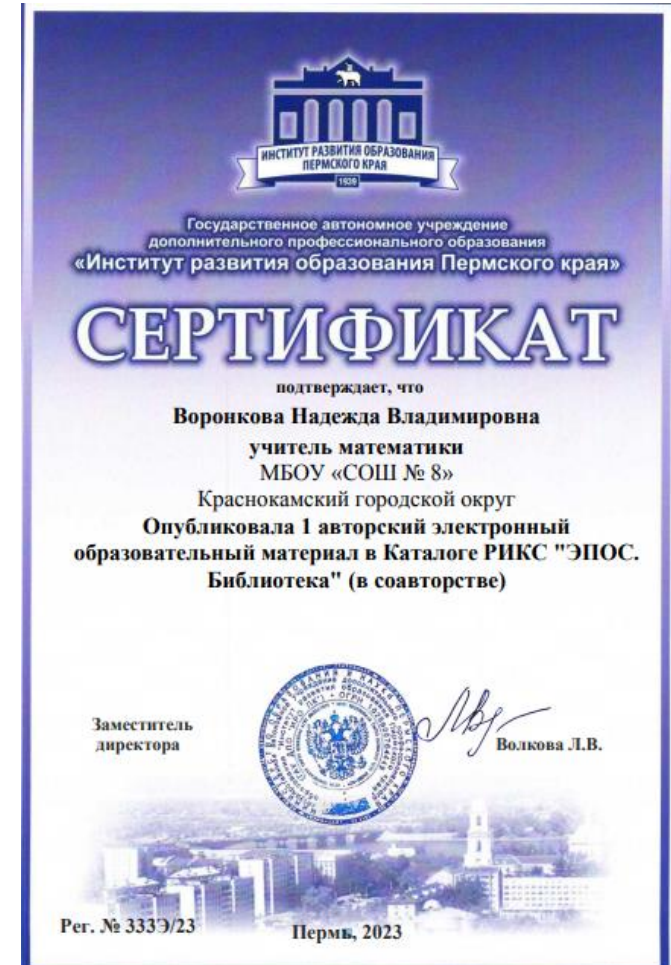 ИНСТИТУТ РАЗВИТИЯ ОБРАЗОВАНИЯ
ПЕРМСКОГО КРАЯ
1939
Государственное автономное учреждение
дополнительного профессионального образования
«Институт развития образования Пермского края»
СЕРТИФИКАТ
подтверждает, что
Воронкова Надежда Владимировна
учитель математики
МБОУ «СОШ № 8»
Краснокамский городской округ
Опубликовала 1 авторский электронный
образовательный материал в Каталоге РИКС "ЭПОС.
Библиотека" (в соавторстве)
Заместитель
директора
Волкова Л.В.
Рег. № 333Э/23
Пермь, 2023